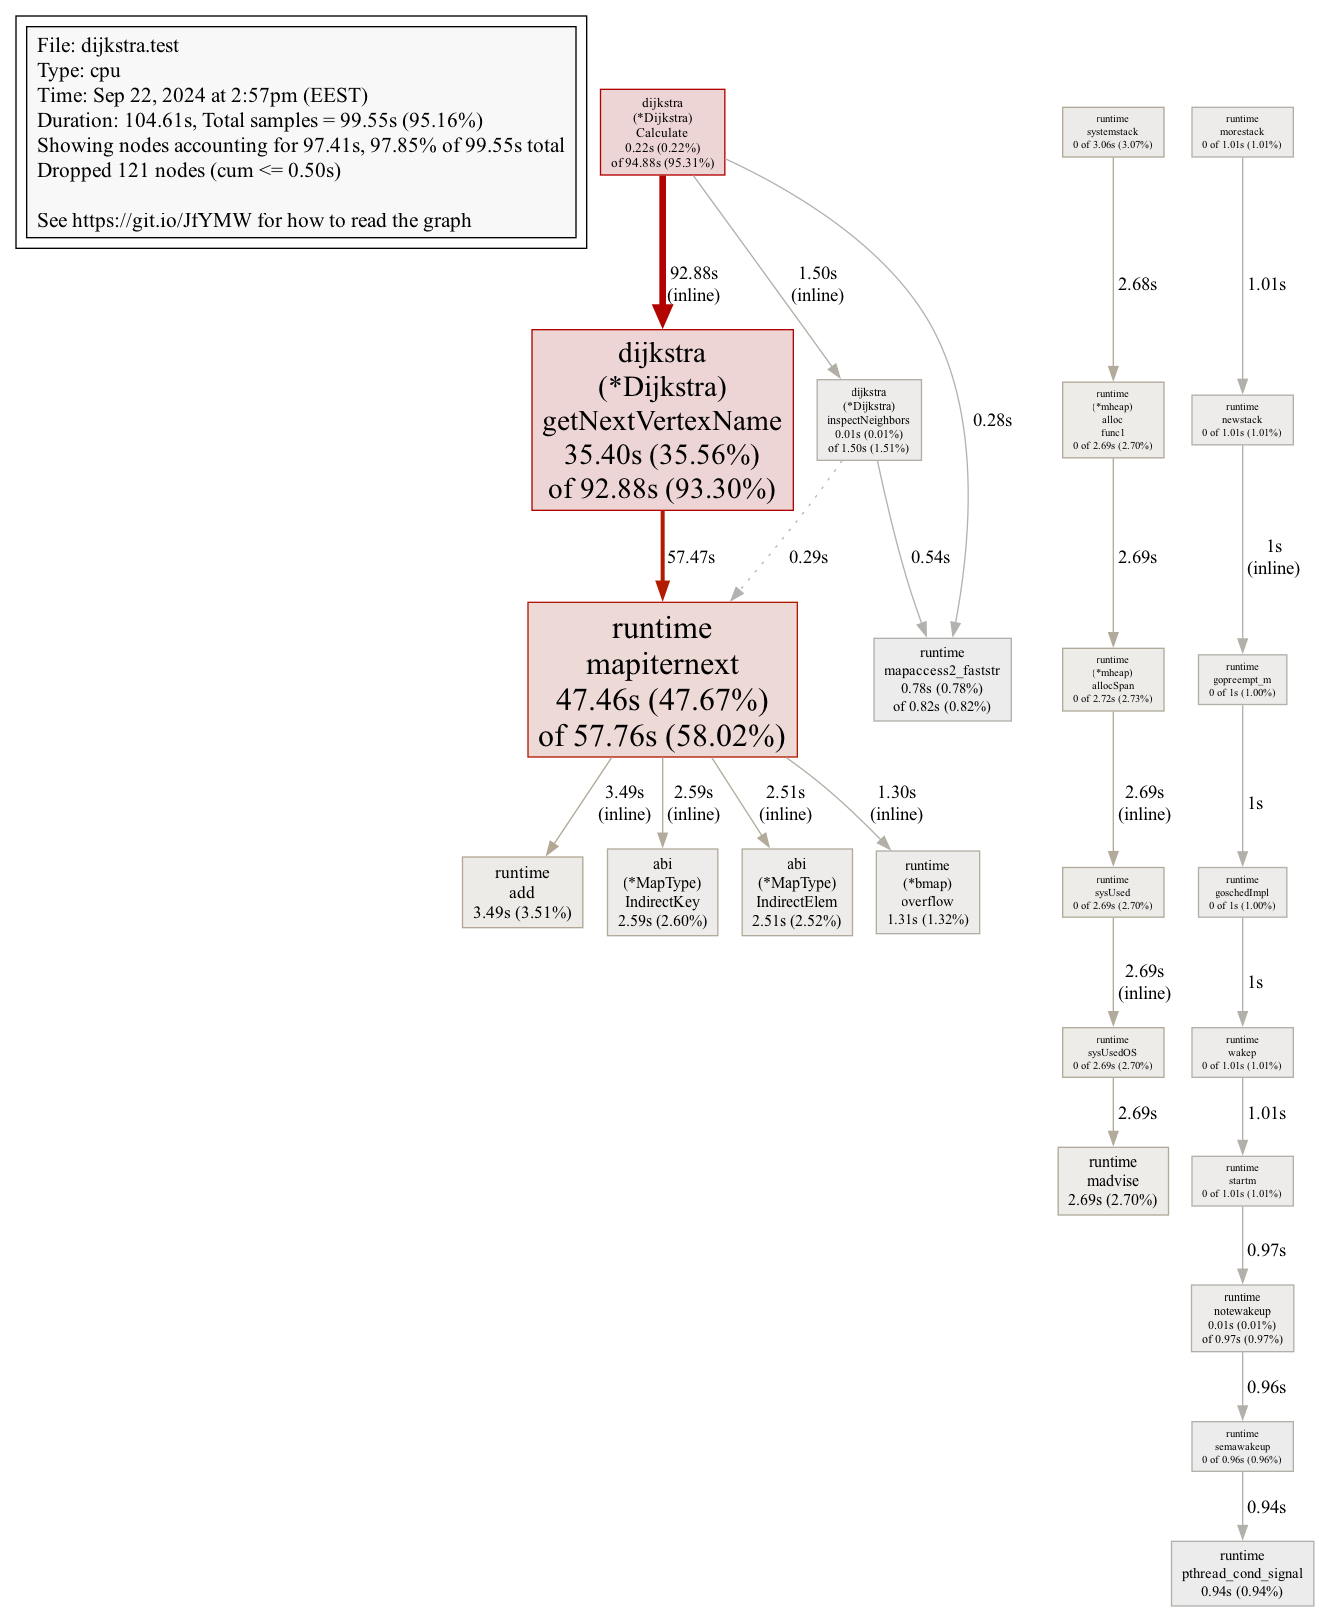 File: dijkstra.test
Type: cpu
Time: Sep 22, 2024 at 2:57pm (EEST)
Duration: 104.61s, Total samples = 99.55s (95.16%)
Showing nodes accounting for 97.41s, 97.85% of 99.55s total
Dropped 121 nodes (cum <= 0.50s)
See https://git.io/JfYMW for how to read the graph
dijkstra
(*Dijkstra)
Calculate
0.22s (0.22%)
of 94.88s (95.31%)
runtime
systemstack
0 of 3.06s (3.07%)
runtime
morestack
0 of 1.01s (1.01%)
92.88s
(inline)
1.50s
(inline)
0.28s
2.68s
1.01s
dijkstra
(*Dijkstra)
getNextVertexName
35.40s (35.56%)
of 92.88s (93.30%)
dijkstra
(*Dijkstra)
inspectNeighbors
0.01s (0.01%)
of 1.50s (1.51%)
runtime
(*mheap)
alloc
func1
0 of 2.69s (2.70%)
runtime
newstack
0 of 1.01s (1.01%)
57.47s
0.29s
0.54s
2.69s
1s
(inline)
runtime
mapiternext
47.46s (47.67%)
of 57.76s (58.02%)
runtime
mapaccess2_faststr
0.78s (0.78%)
of 0.82s (0.82%)
runtime
(*mheap)
allocSpan
0 of 2.72s (2.73%)
runtime
gopreempt_m
0 of 1s (1.00%)
3.49s
(inline)
2.59s
(inline)
2.51s
(inline)
1.30s
(inline)
2.69s
(inline)
1s
runtime
add
3.49s (3.51%)
abi
(*MapType)
IndirectKey
2.59s (2.60%)
abi
(*MapType)
IndirectElem
2.51s (2.52%)
runtime
(*bmap)
overflow
1.31s (1.32%)
runtime
sysUsed
0 of 2.69s (2.70%)
runtime
goschedImpl
0 of 1s (1.00%)
2.69s
(inline)
1s
runtime
sysUsedOS
0 of 2.69s (2.70%)
runtime
wakep
0 of 1.01s (1.01%)
2.69s
1.01s
runtime
madvise
2.69s (2.70%)
runtime
startm
0 of 1.01s (1.01%)
0.97s
runtime
notewakeup
0.01s (0.01%)
of 0.97s (0.97%)
0.96s
runtime
semawakeup
0 of 0.96s (0.96%)
0.94s
runtime
pthread_cond_signal
0.94s (0.94%)